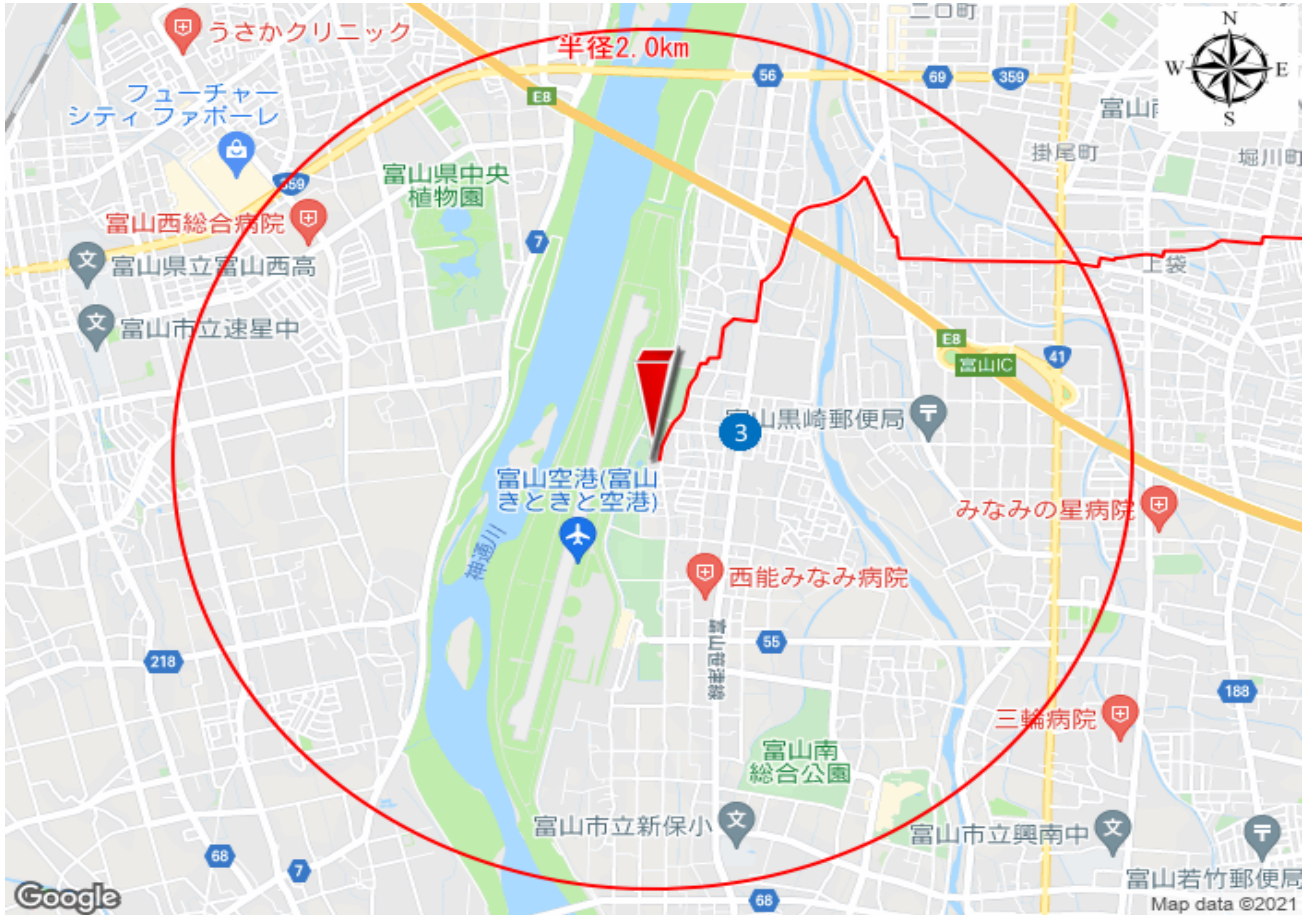 三口町
N
W
E
S
うさかクリニック
半径2.0km
56
69
359
フューチャー
シティ ファボーレ
E8
富山南
掛尾町
堀川町
富山県中央
植物園
359
富山西総合病院
7
富山県立富山西高
上袋
富山市立速星中
E8
富山IC
41
山黒崎郵便局
3
富山空港(富山
きときと空港)
みなみの星病院
神通川
西能みなみ病院
55
218
188
三輪病院
富山南
総合公園
富山市立新保小
富山市立興南中
68
7
富山若竹郵便局
68
Google
Map data ©2021